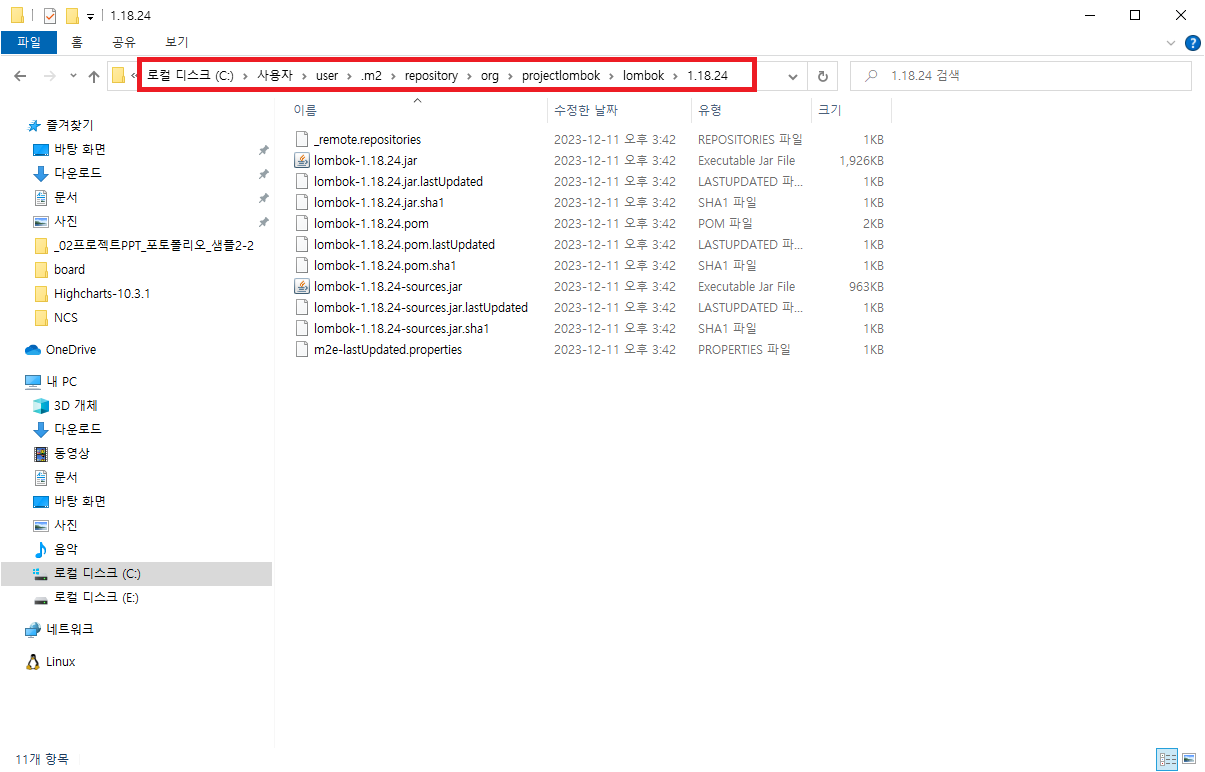 1.18.24
파일 홈 공유 보기
« 로컬 디스크 (C:) › 사용자 › user › .m2 › repository › org › projectlombok › lombok › 1.18.24
1.18.24 검색
즐겨찾기
바탕 화면
다운로드
문서
사진
_02프로젝트PPT_포토폴리오_샘플2-2
board
Highcharts-10.3.1
NCS
OneDrive
내 PC
3D 개체
다운로드
동영상
문서
바탕 화면
사진
음악
로컬 디스크 (C:)
로컬 디스크 (E:)
네트워크
Linux
이름 수정한 날짜 유형 크기
_remote.repositories 2023-12-11 오후 3:42 REPOSITORIES 파일 1KB
lombok-1.18.24.jar 2023-12-11 오후 3:42 Executable Jar File 1,926KB
lombok-1.18.24.jar.lastUpdated 2023-12-11 오후 3:42 LASTUPDATED 파... 1KB
lombok-1.18.24.jar.sha1 2023-12-11 오후 3:42 SHA1 파일 1KB
lombok-1.18.24.pom 2023-12-11 오후 3:42 POM 파일 2KB
lombok-1.18.24.pom.lastUpdated 2023-12-11 오후 3:42 LASTUPDATED 파... 1KB
lombok-1.18.24.pom.sha1 2023-12-11 오후 3:42 SHA1 파일 1KB
lombok-1.18.24-sources.jar 2023-12-11 오후 3:42 Executable Jar File 963KB
lombok-1.18.24-sources.jar.lastUpdated 2023-12-11 오후 3:42 LASTUPDATED 파... 1KB
lombok-1.18.24-sources.jar.sha1 2023-12-11 오후 3:42 SHA1 파일 1KB
m2e-lastUpdated.properties 2023-12-11 오후 3:42 PROPERTIES 파일 1KB
11개 항목